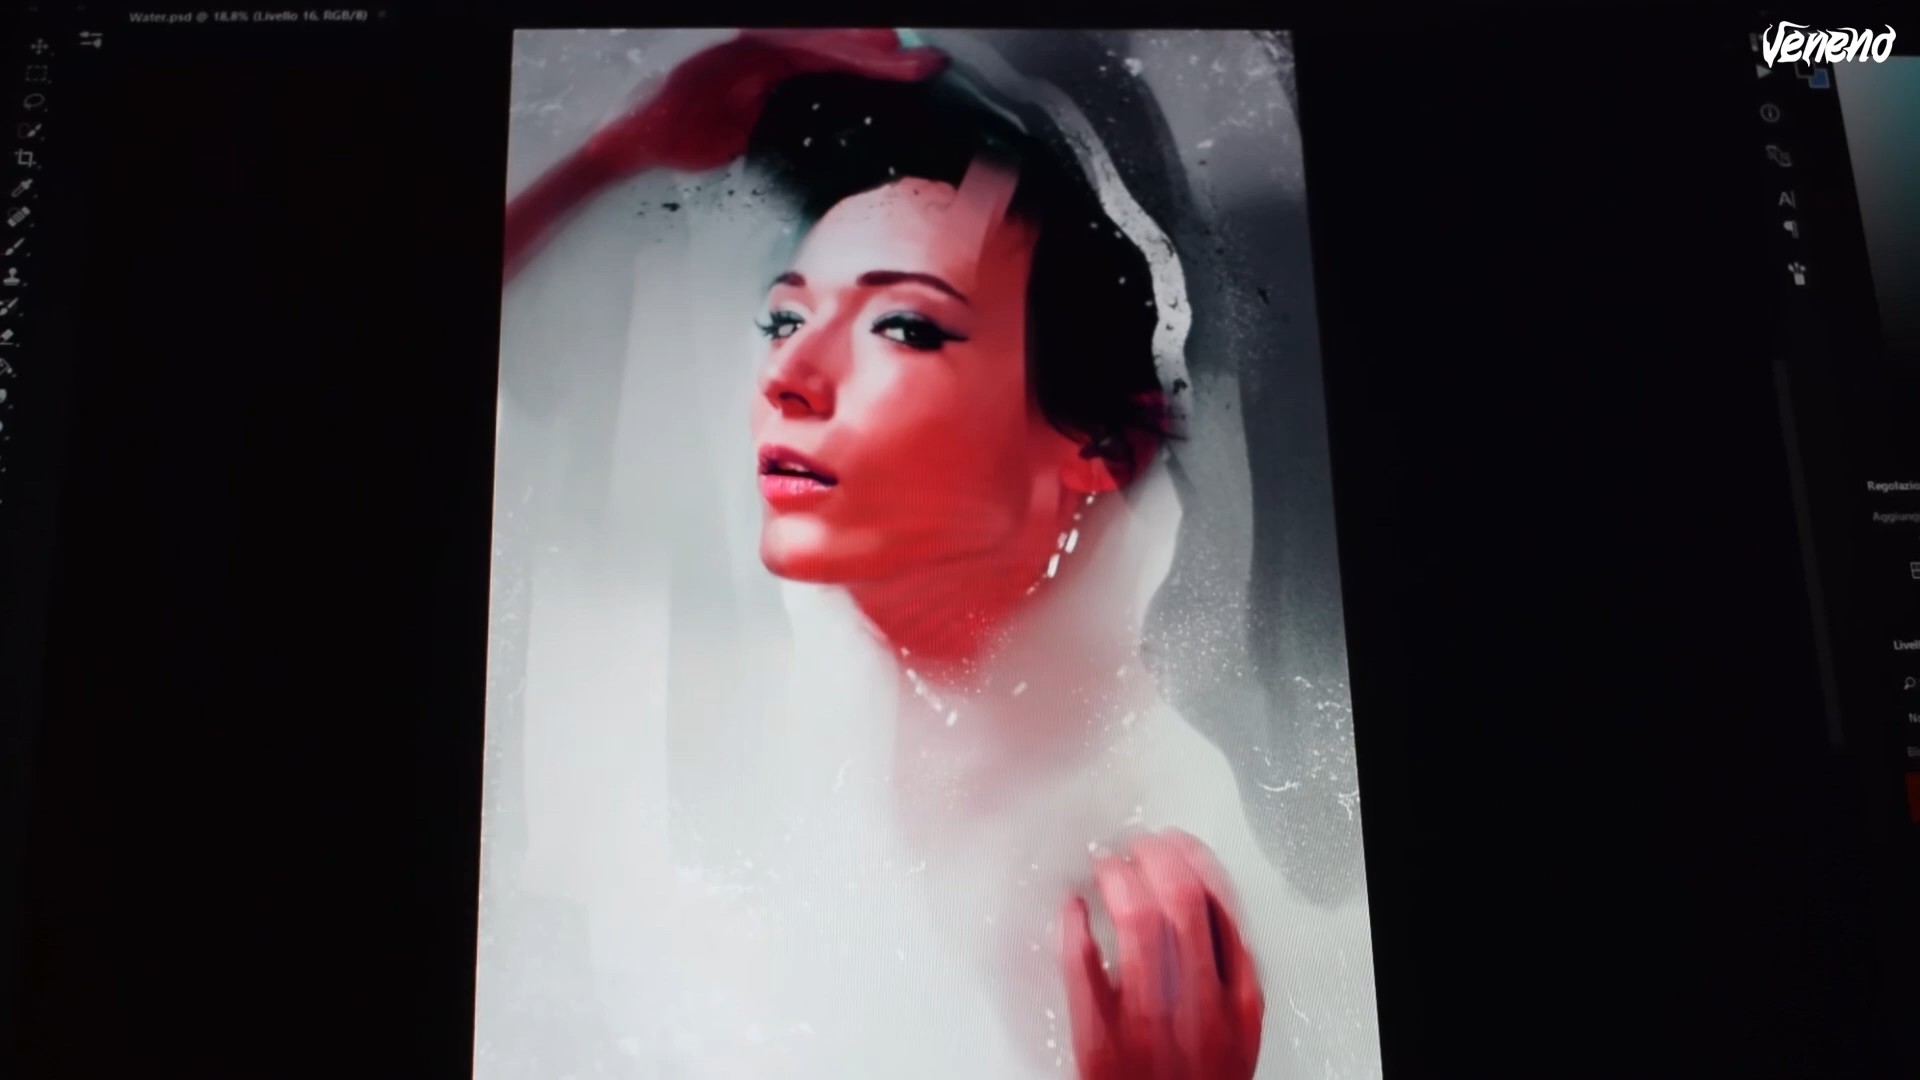 Water.psd @ 18,8% (Livello 16, RGB/8)
Veneno
A|
Regolazio
Aggiung
Livell